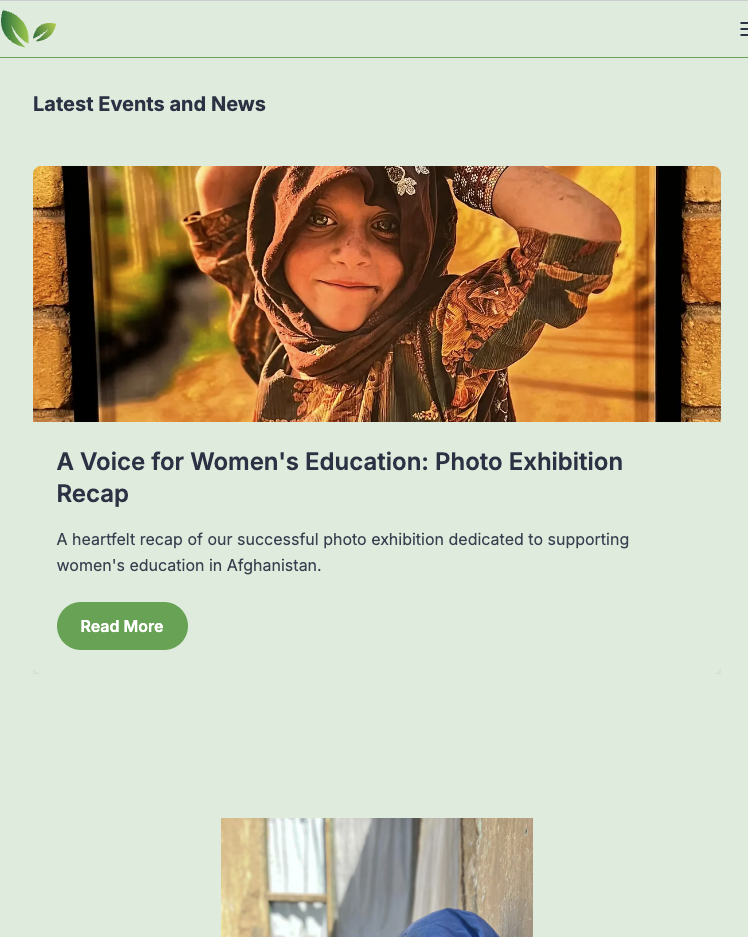 Latest Events and News
A Voice for Women's Education: Photo Exhibition
Recap
A heartfelt recap of our successful photo exhibition dedicated to supporting
women's education in Afghanistan.
Read More